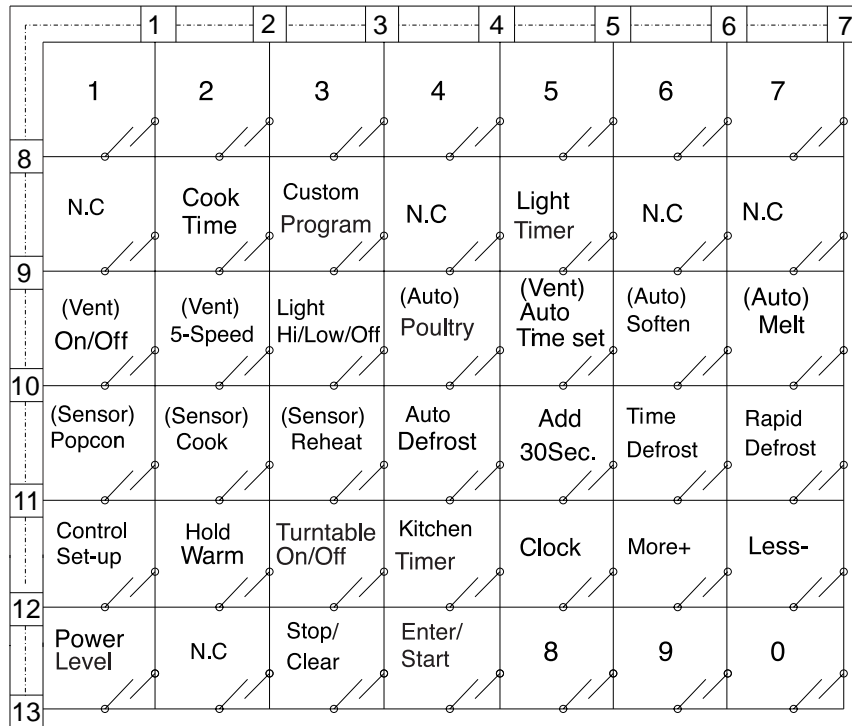 1 2 3 4 5 6 7
1 2 3 4 5 6 7
8
N.C
Cook
Time
Custom
Program
N.C
Light
Timer
N.C
N.C
9
(Vent)
On/Off
(Vent)
5-Speed
Light
Hi/Low/Off
(Auto)
Poultry
(Vent)
Auto
Time set
(Auto)
Soften
(Auto)
Melt
10
(Sensor)
Popcon
(Sensor)
Cook
(Sensor)
Reheat
Auto
Defrost
Add
30Sec.
Time
Defrost
Rapid
Defrost
11
Control
Set-up
Hold
Warm
Turntable
On/Off
Kitchen
Timer
Clock
More+
Less-
12
Power
Level
N.C
Stop/
Clear
Enter/
Start
8
9
0
13